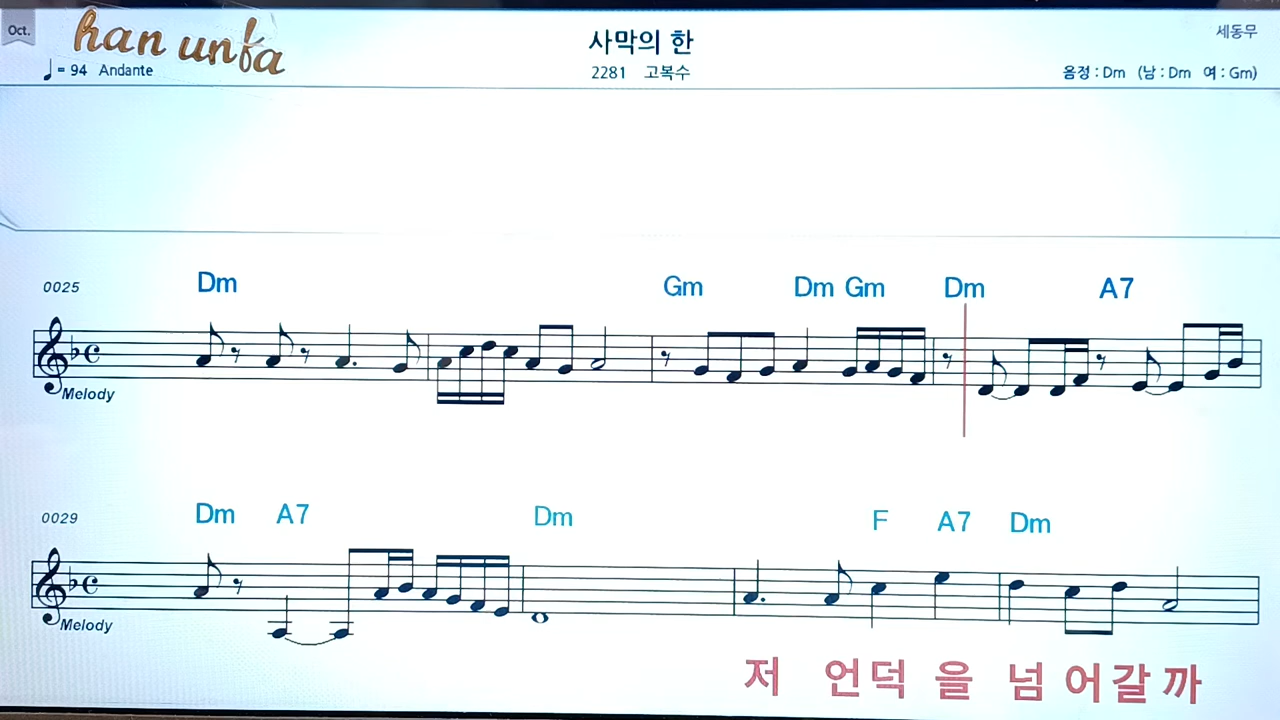 Oct.
han unfa
사막의 한
세동무
= 94 Andante
2281 고복수
음정 : Dm (남 : Dm 여 : Gm)
0025
Dm Gm Dm Gm Dm A7
Melody
0029
Dm A7 Dm F A7 Dm
Melody
저 언덕 을 넘 어갈 까